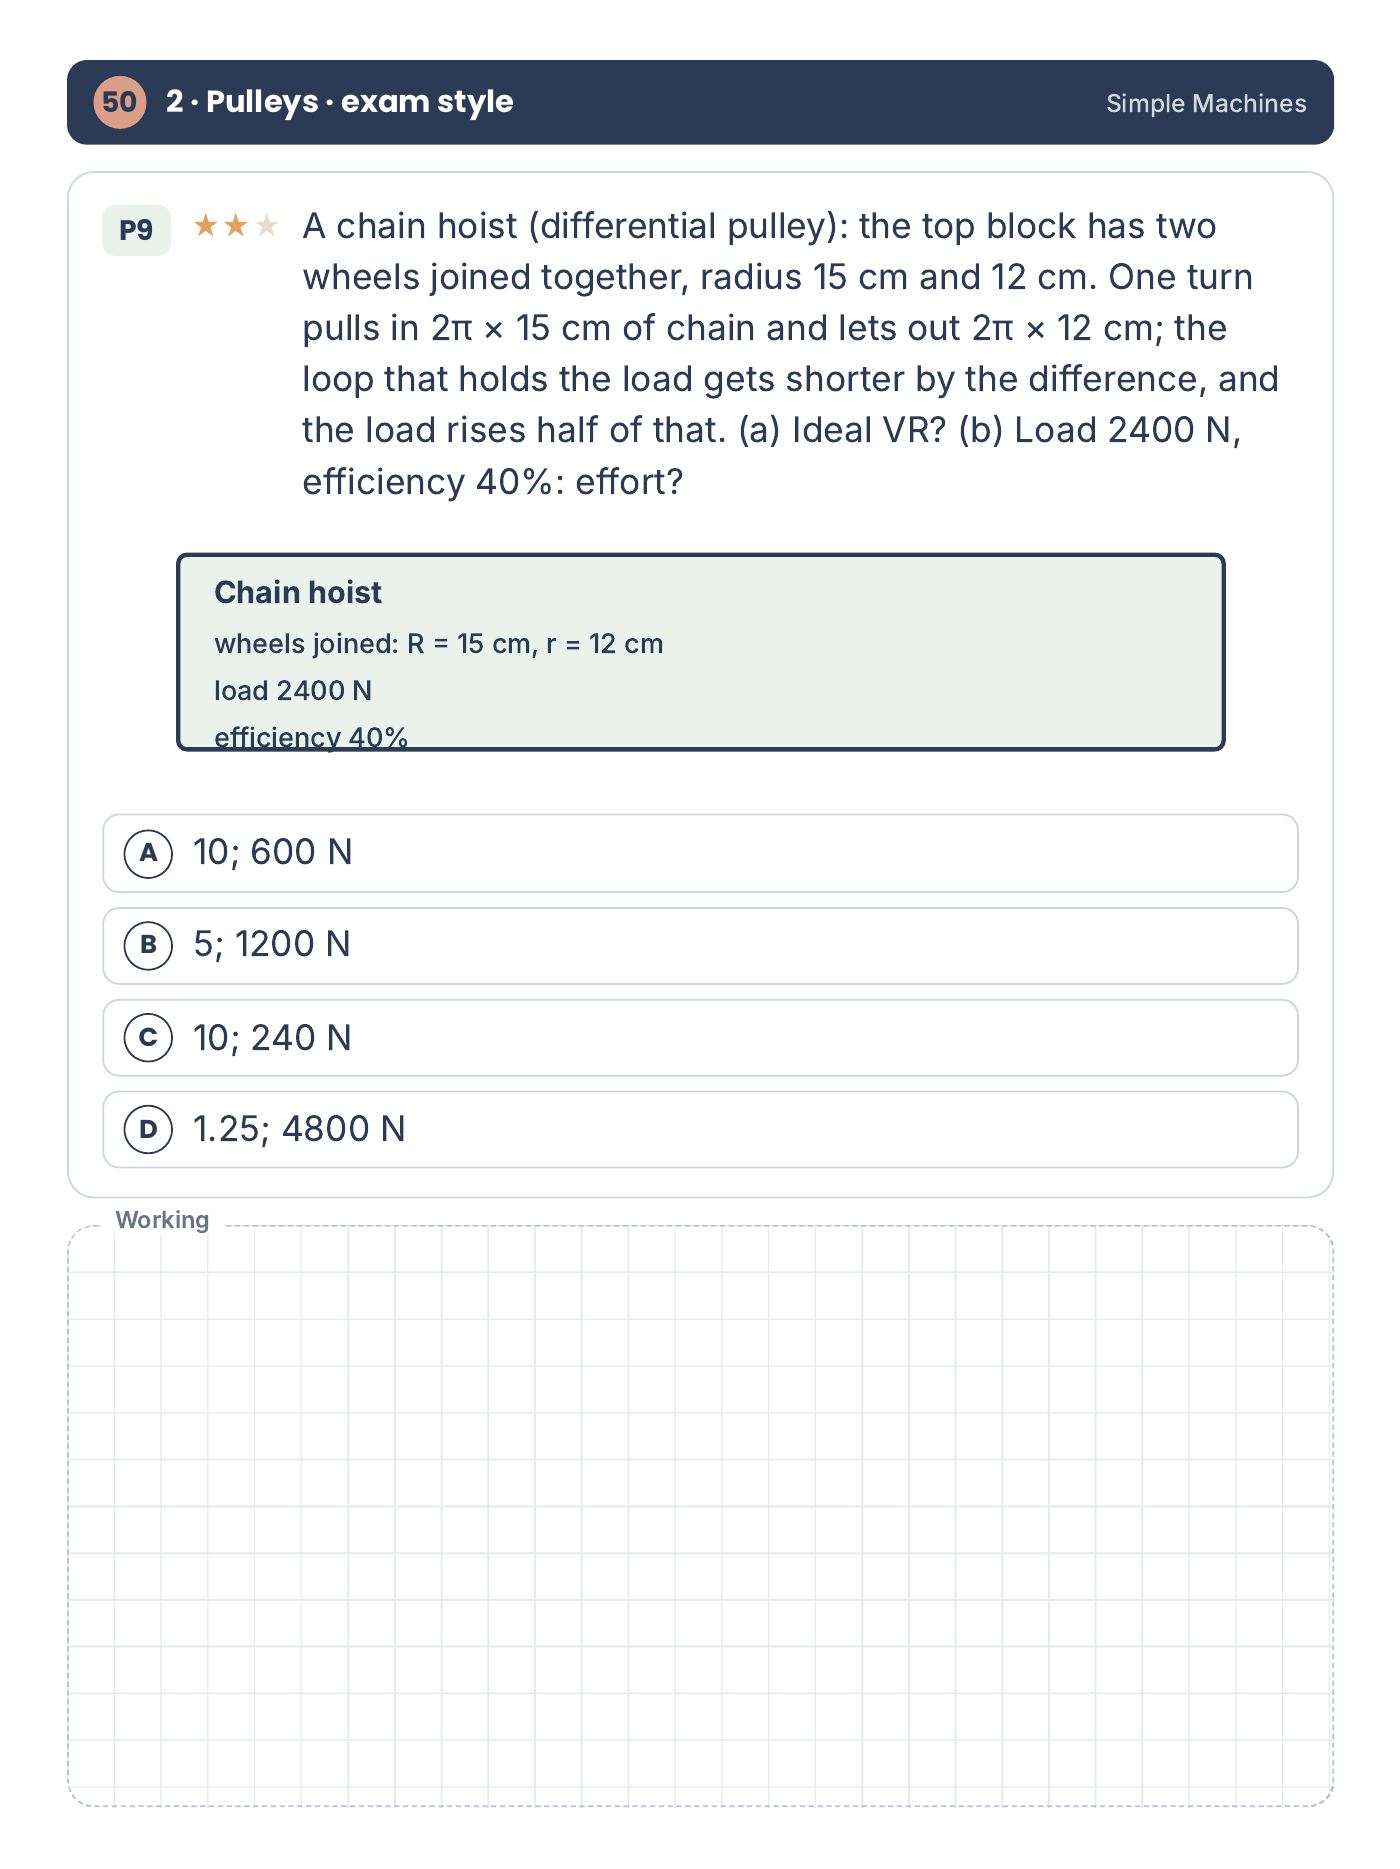 50 2 · Pulleys · exam style Simple Machines
P9 ★★★ A chain hoist (differential pulley): the top block has two
wheels joined together, radius 15 cm and 12 cm. One turn
pulls in 2π × 15 cm of chain and lets out 2π × 12 cm; the
loop that holds the load gets shorter by the difference, and
the load rises half of that. (a) Ideal VR? (b) Load 2400 N,
efficiency 40%: effort?
Chain hoist
wheels joined: R = 15 cm, r = 12 cm
load 2400 N
efficiency 40%
A 10; 600 N
B 5; 1200 N
C 10; 240 N
D 1.25; 4800 N
Working